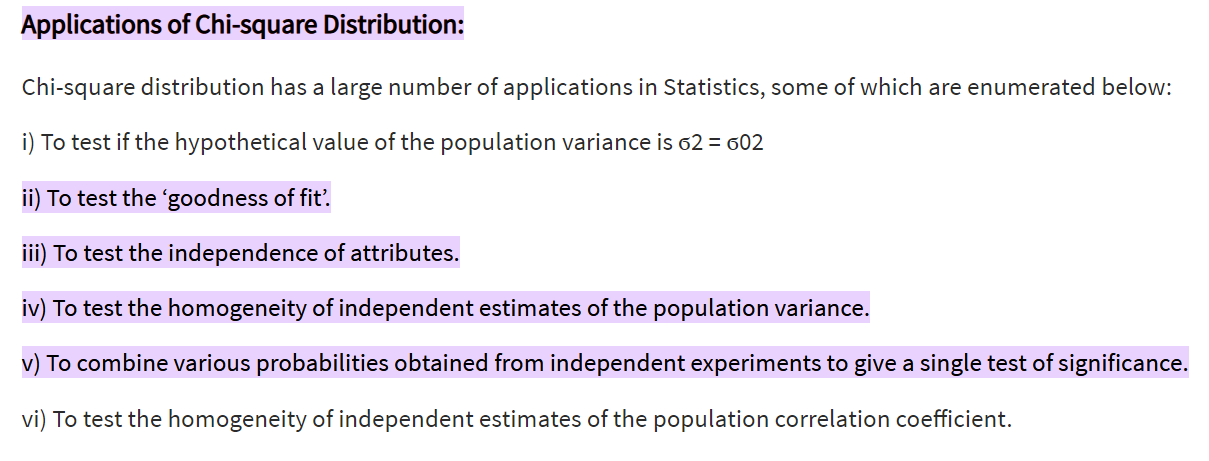 Applications of Chi-square Distribution:
Chi-square distribution has a large number of applications in Statistics, some of which are enumerated below:
i) To test if the hypothetical value of the population variance is σ2 = σ02
ii) To test the ‘goodness of fit’.
iii) To test the independence of attributes.
iv) To test the homogeneity of independent estimates of the population variance.
v) To combine various probabilities obtained from independent experiments to give a single test of significance.
vi) To test the homogeneity of independent estimates of the population correlation coefficient.